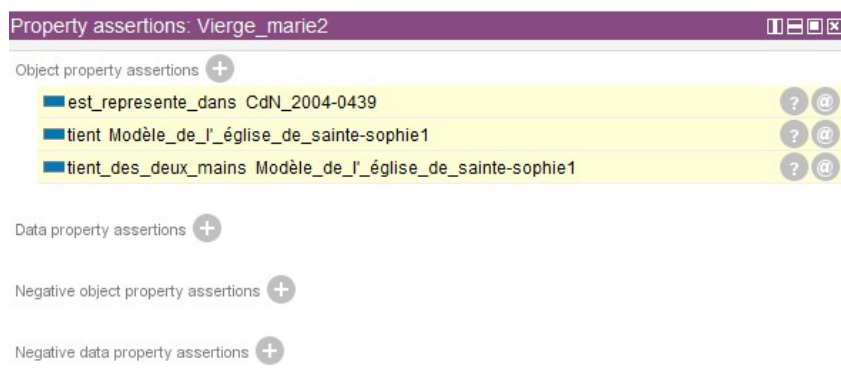 Property assertions: Vierge_marie2
Object property assertions
est_represente_dans CdN_2004-0439
tient Modèle_de_l'_église_de_sainte-sophie1
tient_des_deux_mains Modèle_de_l'_église_de_sainte-sophie1
Data property assertions
Negative object property assertions
Negative data property assertions